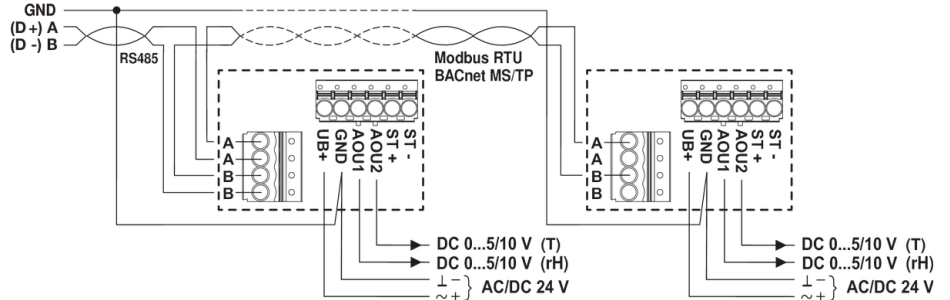 GND
(D+) A
(D -) B
RS485
Modbus RTU
BACnet MS/TP
A
A
B
B
UB+
GND
AOU1
AOU2
ST +
ST -
A
A
B
B
UB+
GND
AOU1
AOU2
ST +
ST -
DC 0...5/10 V (T)
DC 0...5/10 V (rH)
⊥ −
~ +
} AC/DC 24 V
DC 0...5/10 V (T)
DC 0...5/10 V (rH)
⊥ −
~ +
} AC/DC 24 V